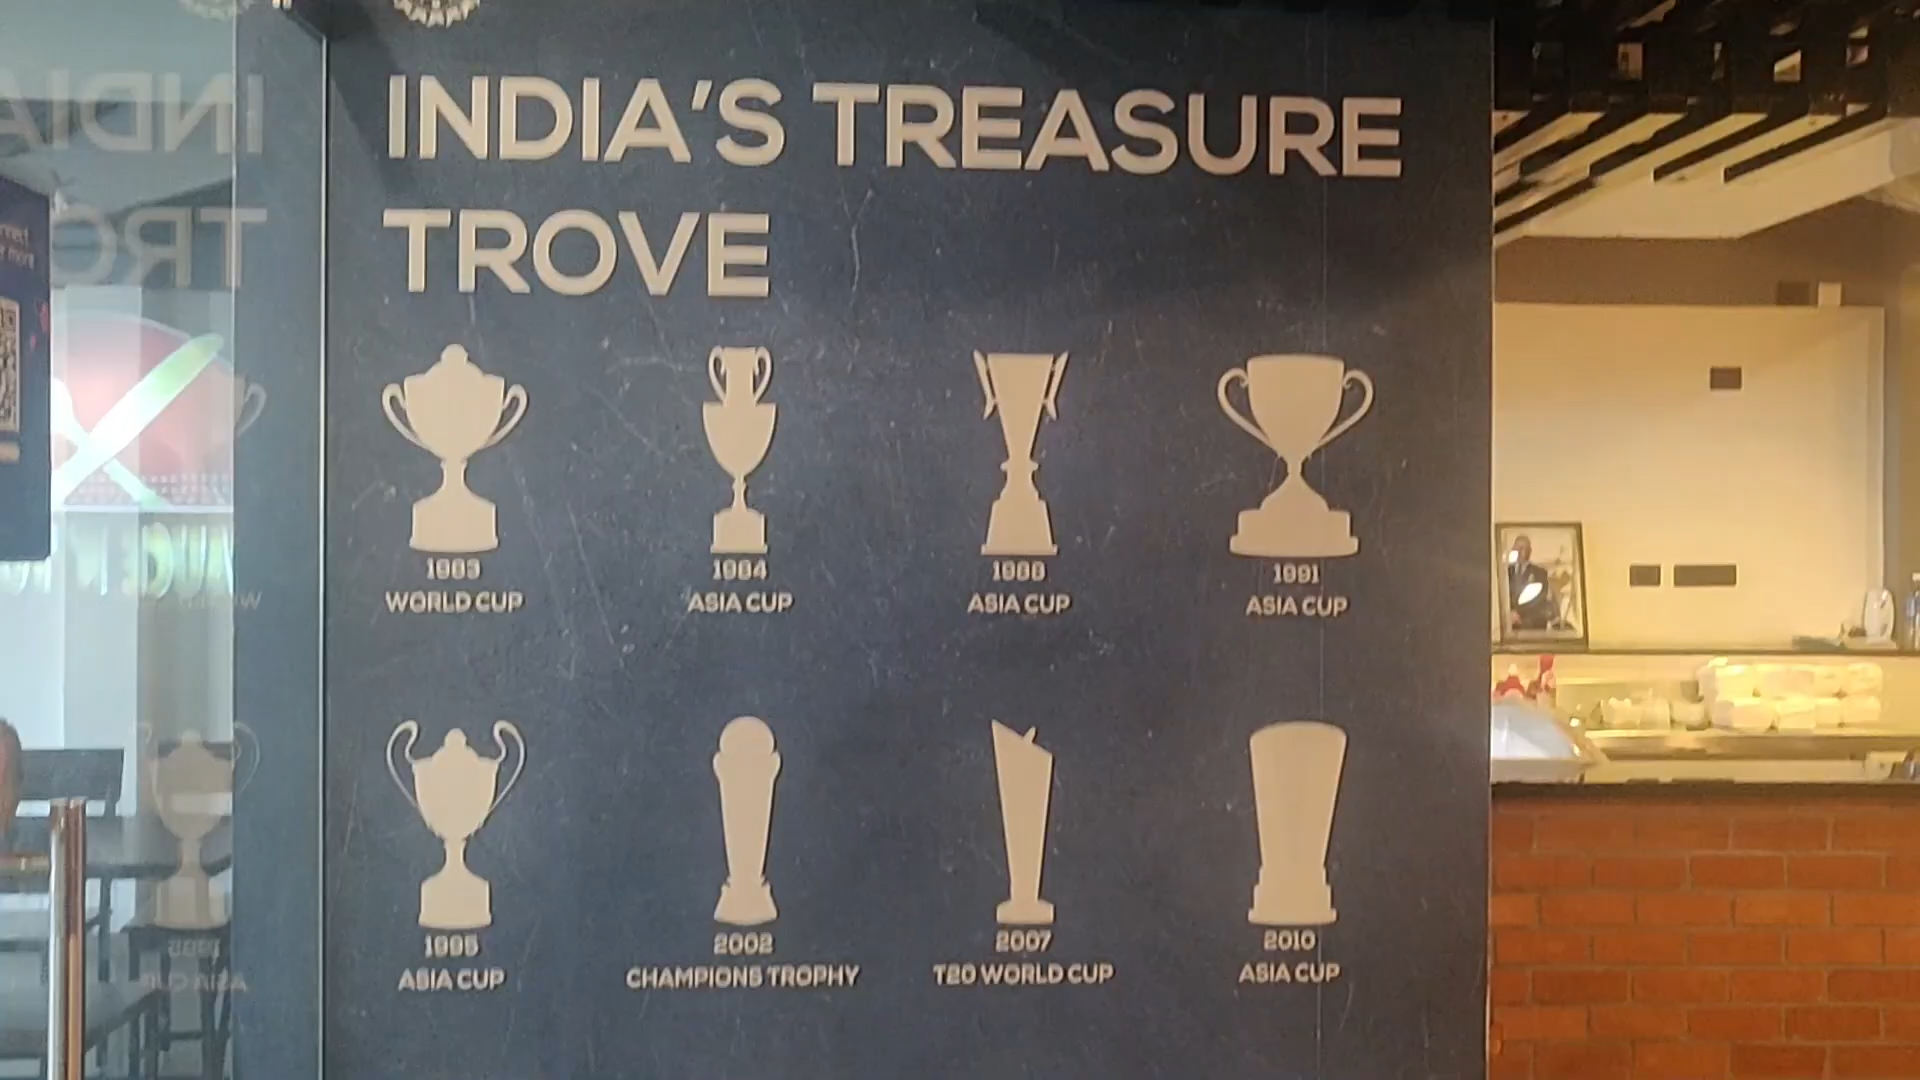 INDIA'S TREASURE
TROVE
1983
WORLD CUP
1984
ASIA CUP
1988
ASIA CUP
1991
ASIA CUP
1995
ASIA CUP
2002
CHAMPIONS TROPHY
2007
T20 WORLD CUP
2010
ASIA CUP